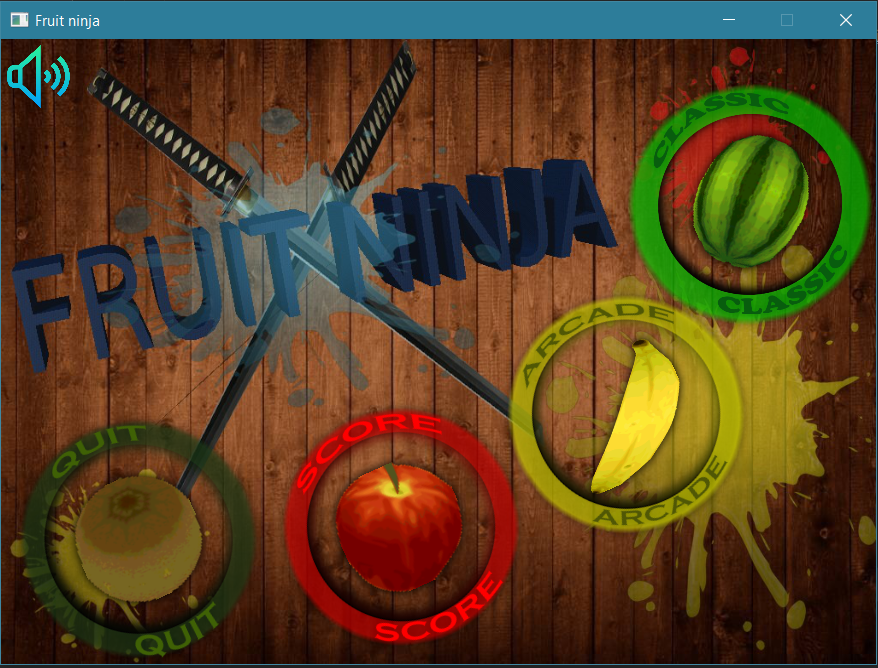 Fruit ninja
FRUIT NINJA
CLASSIC
CLASSIC
ARCADE
ARCADE
SCORE
SCORE
QUIT
QUIT